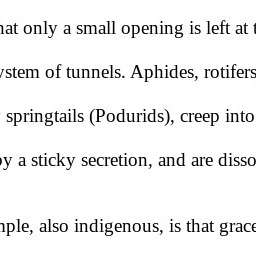 hat only a small opening is left at
ystem of tunnels. Aphides, rotifers
springtails (Podurids), creep into
by a sticky secretion, and are disso
mple, also indigenous, is that grace